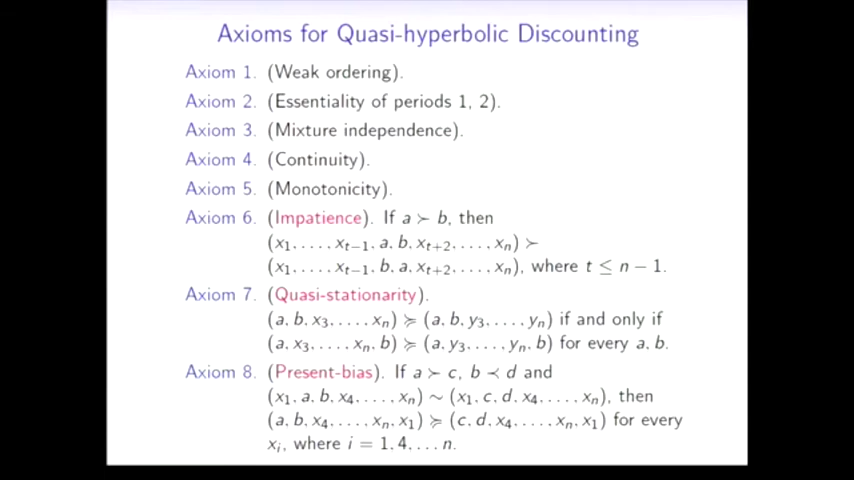 Axioms for Quasi-hyperbolic Discounting
Axiom 1. (Weak ordering).
Axiom 2. (Essentiality of periods 1, 2).
Axiom 3. (Mixture independence).
Axiom 4. (Continuity).
Axiom 5. (Monotonicity).
Axiom 6. (Impatience). If a ≻ b, then
(x₁, . . . , xₜ₋₁, a, b, xₜ₊₂, . . . , xₙ) ≻
(x₁, . . . , xₜ₋₁, b, a, xₜ₊₂, . . . , xₙ), where t ≤ n − 1.
Axiom 7. (Quasi-stationarity).
(a, b, x₃, . . . , xₙ) ≽ (a, b, y₃, . . . , yₙ) if and only if
(a, x₃, . . . , xₙ, b) ≽ (a, y₃, . . . , yₙ, b) for every a, b.
Axiom 8. (Present-bias). If a ≻ c, b ≺ d and
(x₁, a, b, x₄, . . . , xₙ) ∼ (x₁, c, d, x₄, . . . , xₙ), then
(a, b, x₄, . . . , xₙ, x₁) ≽ (c, d, x₄, . . . , xₙ, x₁) for every
xᵢ, where i = 1, 4, . . . n.